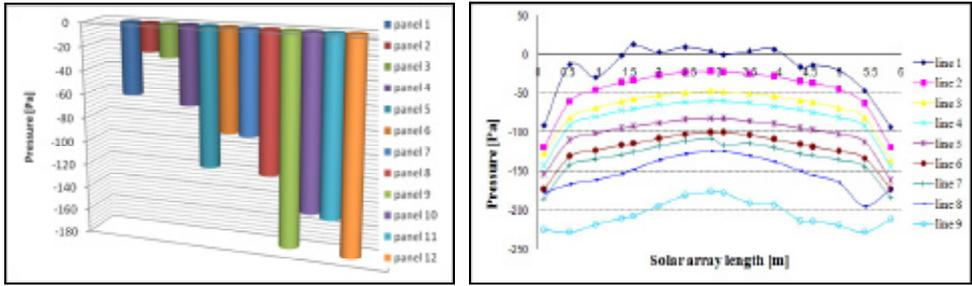 0
-20
-40
-60
-80
-100
-120
-140
-160
-180
Pressure [Pa]
panel 1
panel 2
panel 3
panel 4
panel 5
panel 6
panel 7
panel 8
panel 9
panel 10
panel 11
panel 12
50
0
-50
-100
-150
-200
-250
Pressure [Pa]
0 0.5 1 1.5 5.5 6
Solar array length [m]
line 1
line 2
line 3
line 4
line 5
line 6
line 7
line 8
line 9